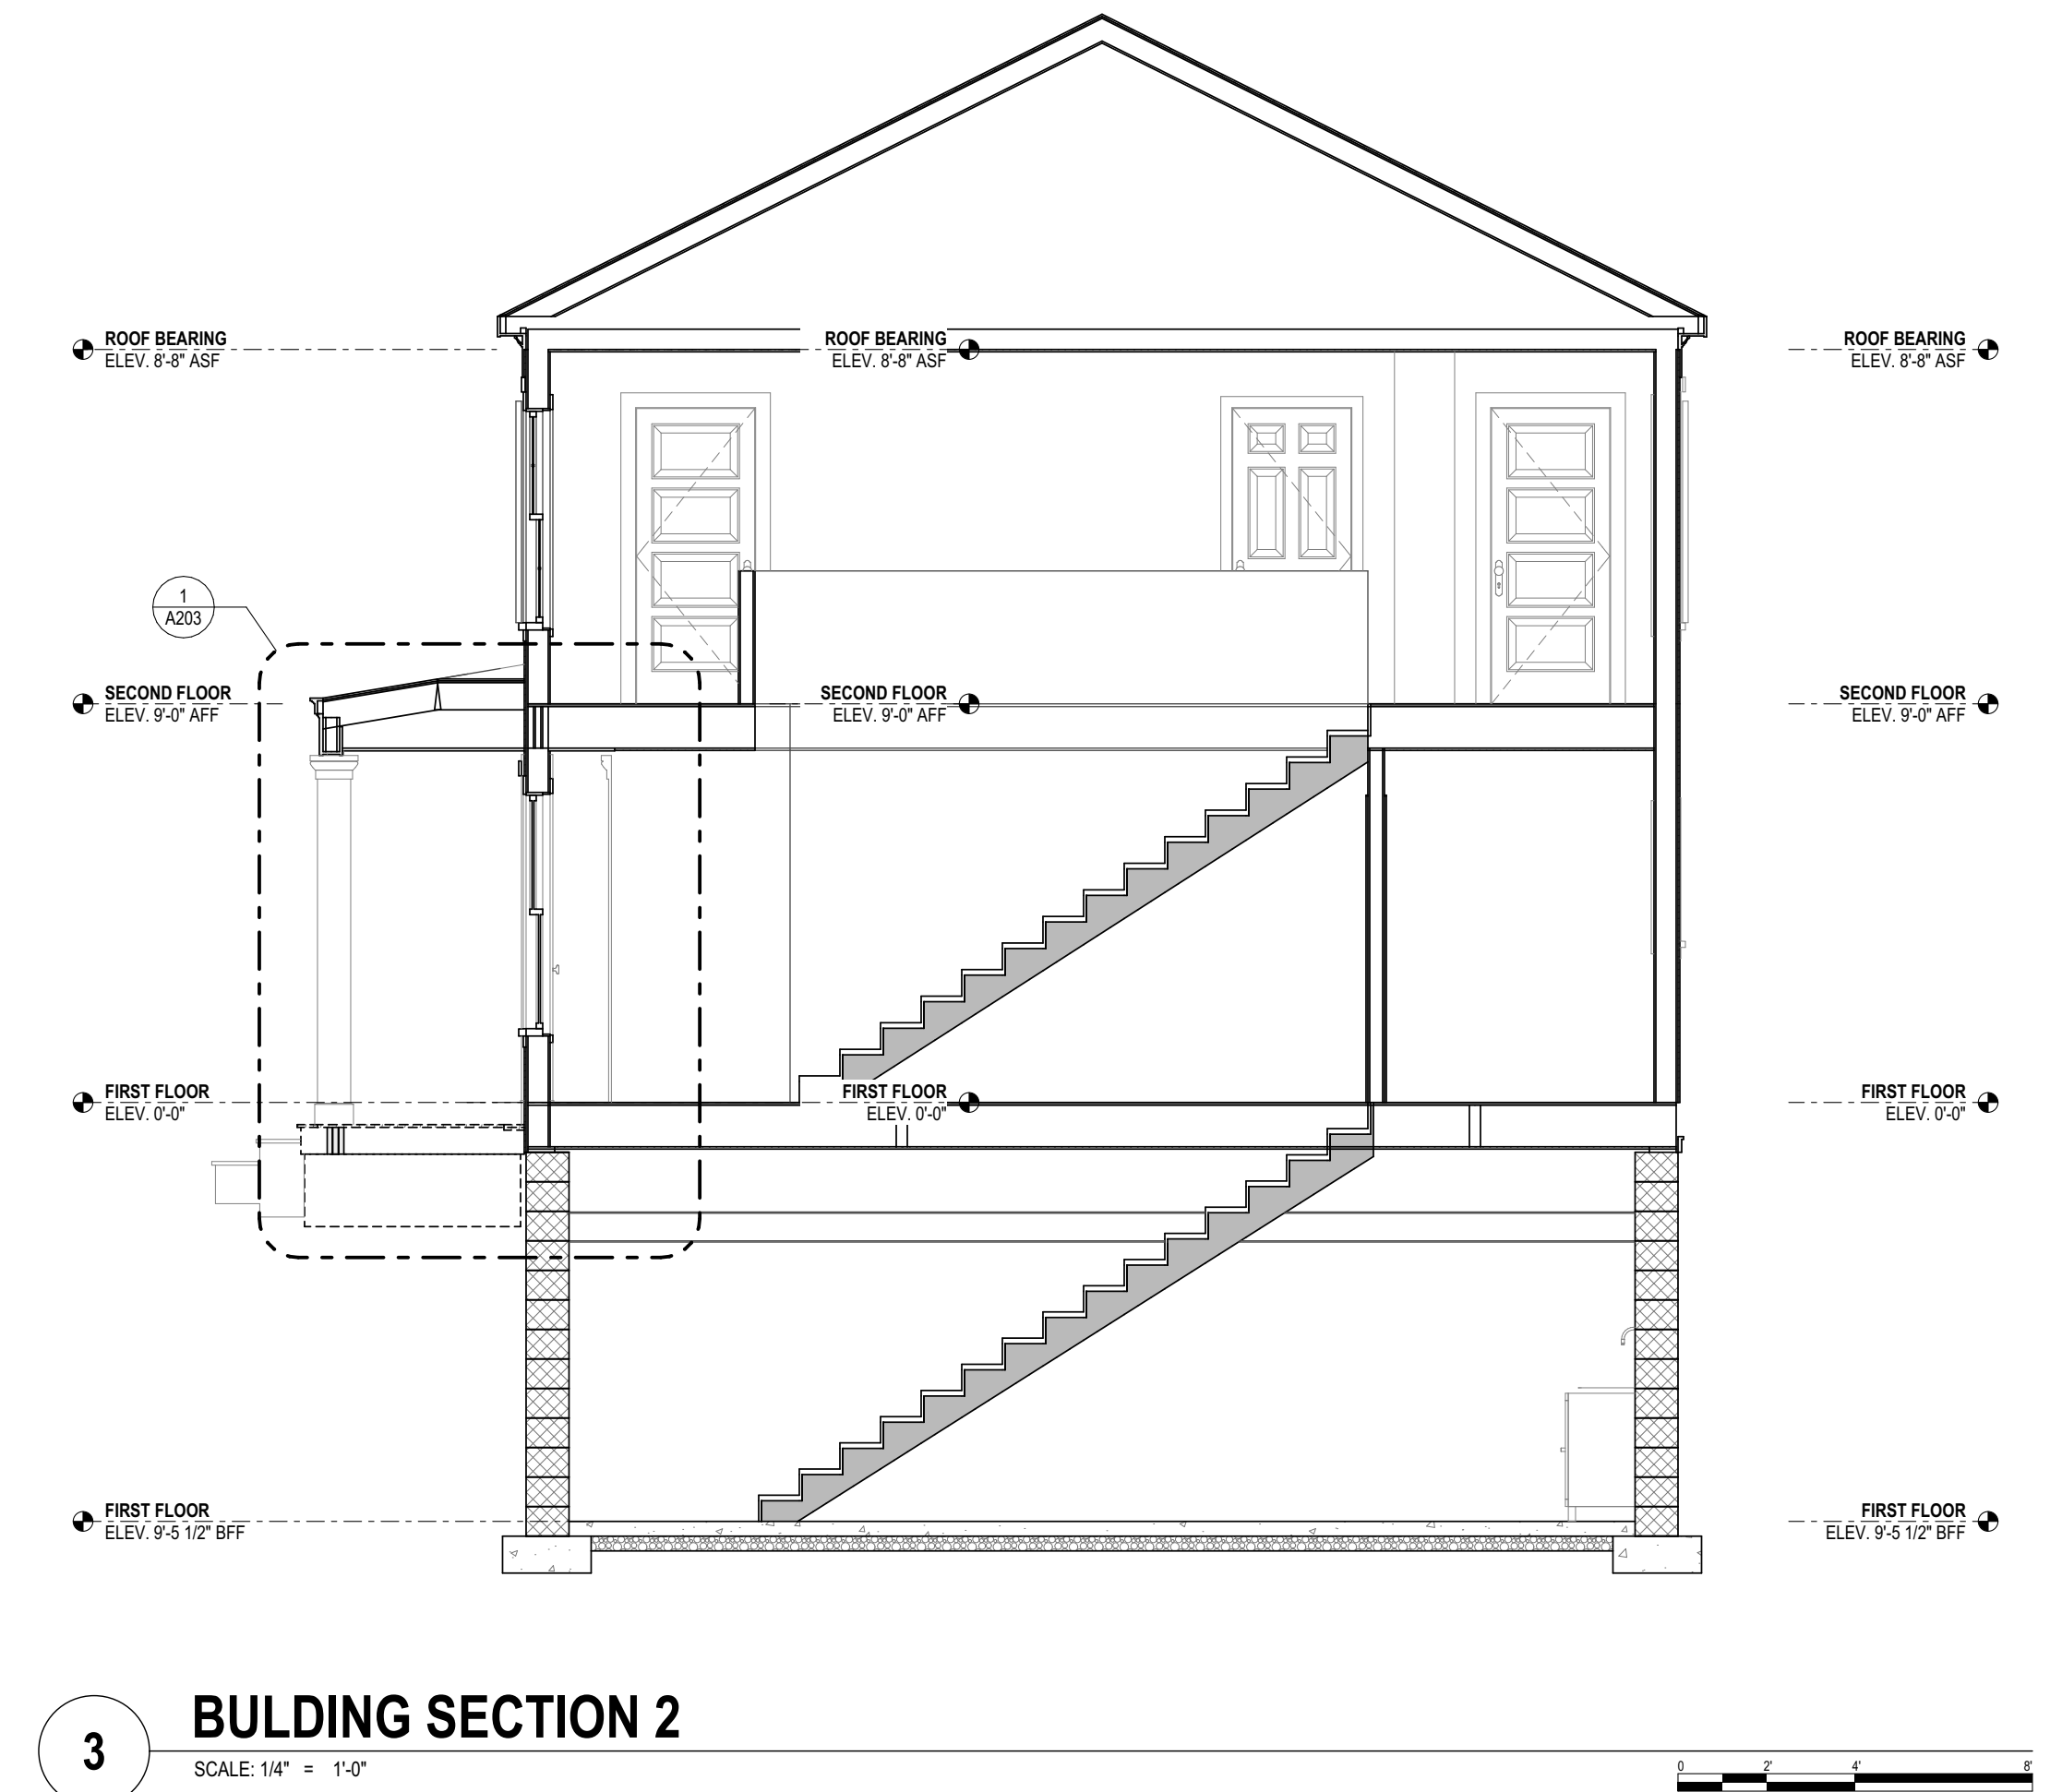 ROOF BEARING
ELEV. 8'-8" ASF
ROOF BEARING
ELEV. 8'-8" ASF
ROOF BEARING
ELEV. 8'-8" ASF
1
A203
SECOND FLOOR
ELEV. 9'-0" AFF
SECOND FLOOR
ELEV. 9'-0" AFF
SECOND FLOOR
ELEV. 9'-0" AFF
FIRST FLOOR
ELEV. 0'-0"
FIRST FLOOR
ELEV. 0'-0"
FIRST FLOOR
ELEV. 0'-0"
FIRST FLOOR
ELEV. 9'-5 1/2" BFF
FIRST FLOOR
ELEV. 9'-5 1/2" BFF
3
BULDING SECTION 2
SCALE: 1/4" = 1'-0"
0 2' 4' 8'